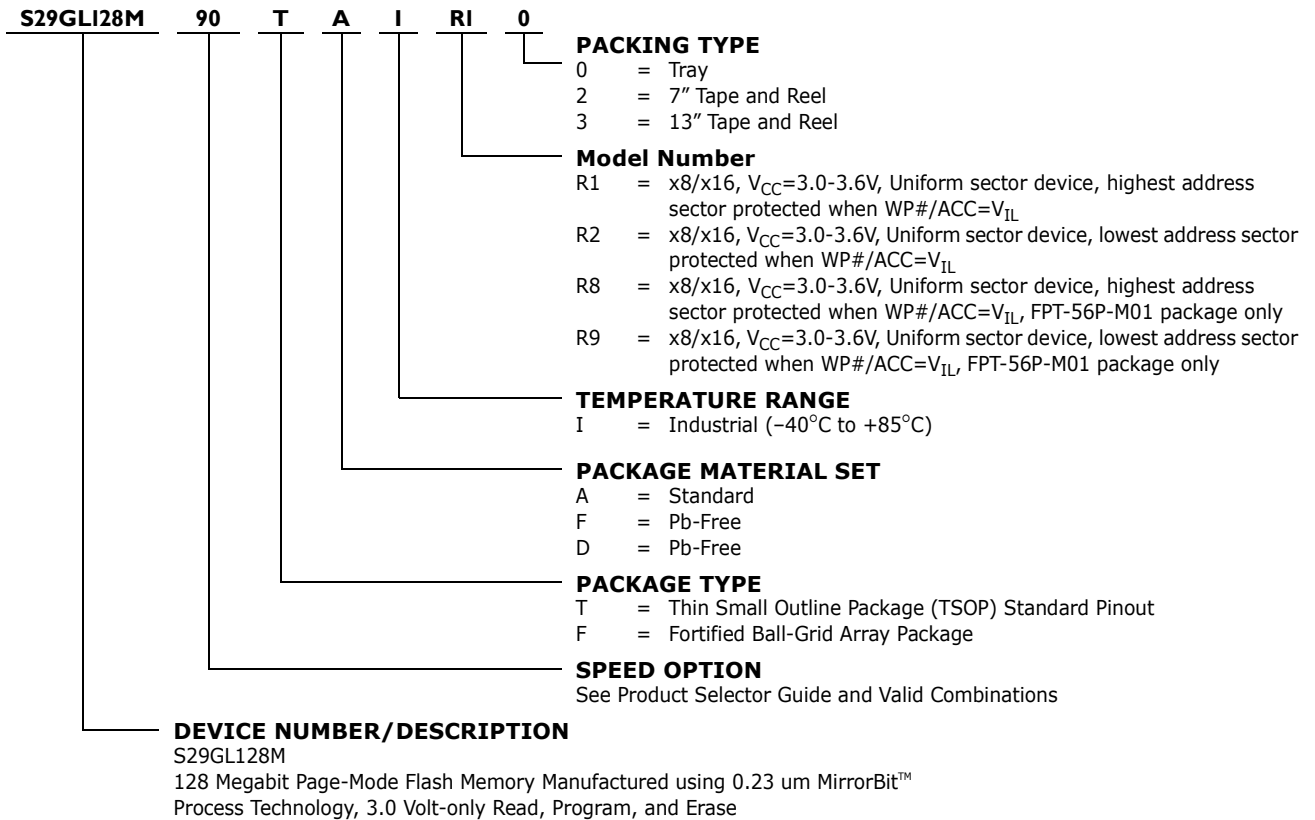 S29GL128M 90 T A I R1 0
PACKING TYPE
0 = Tray
2 = 7″ Tape and Reel
3 = 13″ Tape and Reel
Model Number
R1 = x8/x16, VCC=3.0-3.6V, Uniform sector device, highest address
sector protected when WP#/ACC=VIL
R2 = x8/x16, VCC=3.0-3.6V, Uniform sector device, lowest address sector
protected when WP#/ACC=VIL
R8 = x8/x16, VCC=3.0-3.6V, Uniform sector device, highest address
sector protected when WP#/ACC=VIL, FPT-56P-M01 package only
R9 = x8/x16, VCC=3.0-3.6V, Uniform sector device, lowest address sector
protected when WP#/ACC=VIL, FPT-56P-M01 package only
TEMPERATURE RANGE
I = Industrial (–40°C to +85°C)
PACKAGE MATERIAL SET
A = Standard
F = Pb-Free
D = Pb-Free
PACKAGE TYPE
T = Thin Small Outline Package (TSOP) Standard Pinout
F = Fortified Ball-Grid Array Package
SPEED OPTION
See Product Selector Guide and Valid Combinations
DEVICE NUMBER/DESCRIPTION
S29GL128M
128 Megabit Page-Mode Flash Memory Manufactured using 0.23 um MirrorBit™
Process Technology, 3.0 Volt-only Read, Program, and Erase